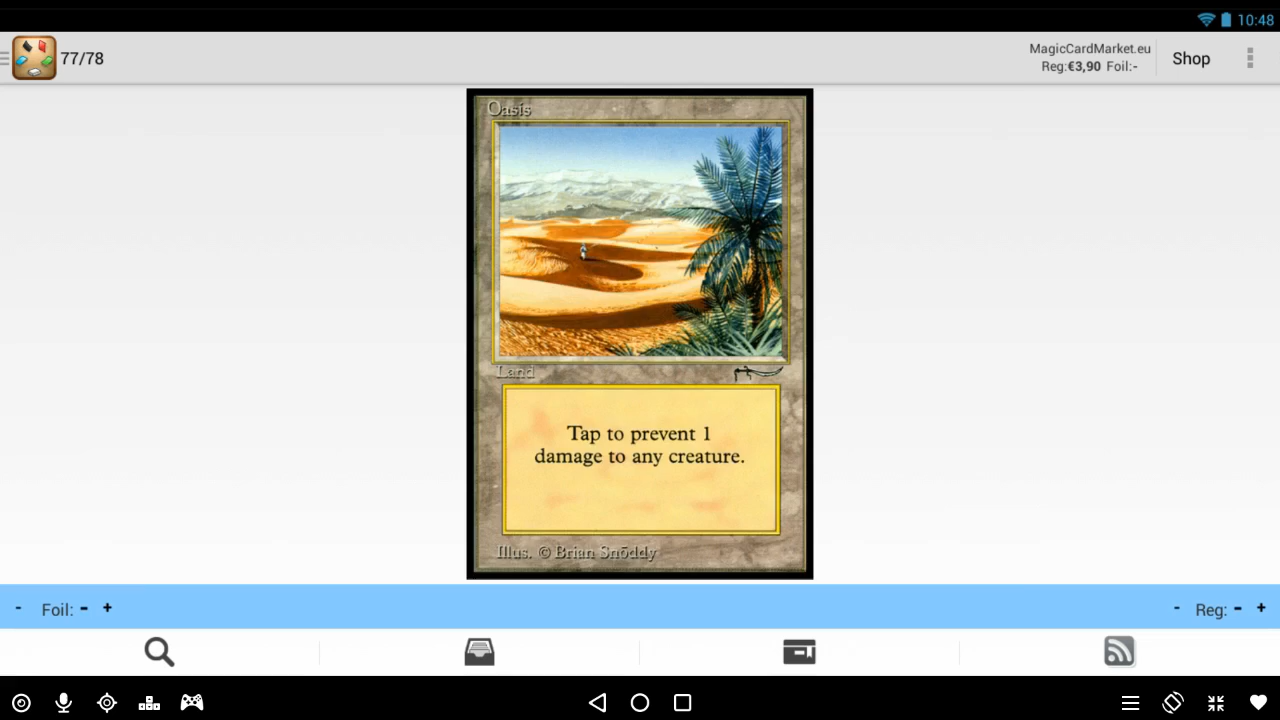 10:48
77/78
MagicCardMarket.eu
Reg:€3,90 Foil:-
Shop
Oasis
Land
Tap to prevent 1
damage to any creature.
Illus. © Brian Snōddy
- Foil: - +
- Reg: - +